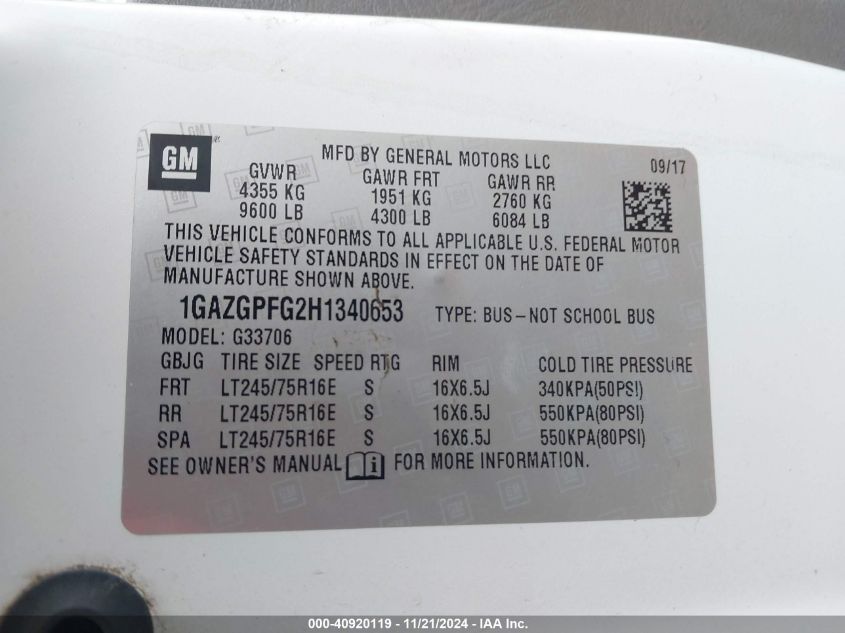 GM
MFD BY GENERAL MOTORS LLC 09/17
GVWR GAWR FRT GAWR RR
4355 KG 1951 KG 2760 KG
9600 LB 4300 LB 6084 LB
THIS VEHICLE CONFORMS TO ALL APPLICABLE U.S. FEDERAL MOTOR
VEHICLE SAFETY STANDARDS IN EFFECT ON THE DATE OF
MANUFACTURE SHOWN ABOVE.
1GAZGPFG2H1340653 TYPE: BUS-NOT SCHOOL BUS
MODEL: G33706
GBJG TIRE SIZE SPEED RTG RIM COLD TIRE PRESSURE
FRT LT245/75R16E S 16X6.5J 340KPA(50PSI)
RR LT245/75R16E S 16X6.5J 550KPA(80PSI)
SPA LT245/75R16E S 16X6.5J 550KPA(80PSI)
SEE OWNER'S MANUAL FOR MORE INFORMATION.
000-40920119 - 11/21/2024 - IAA Inc.